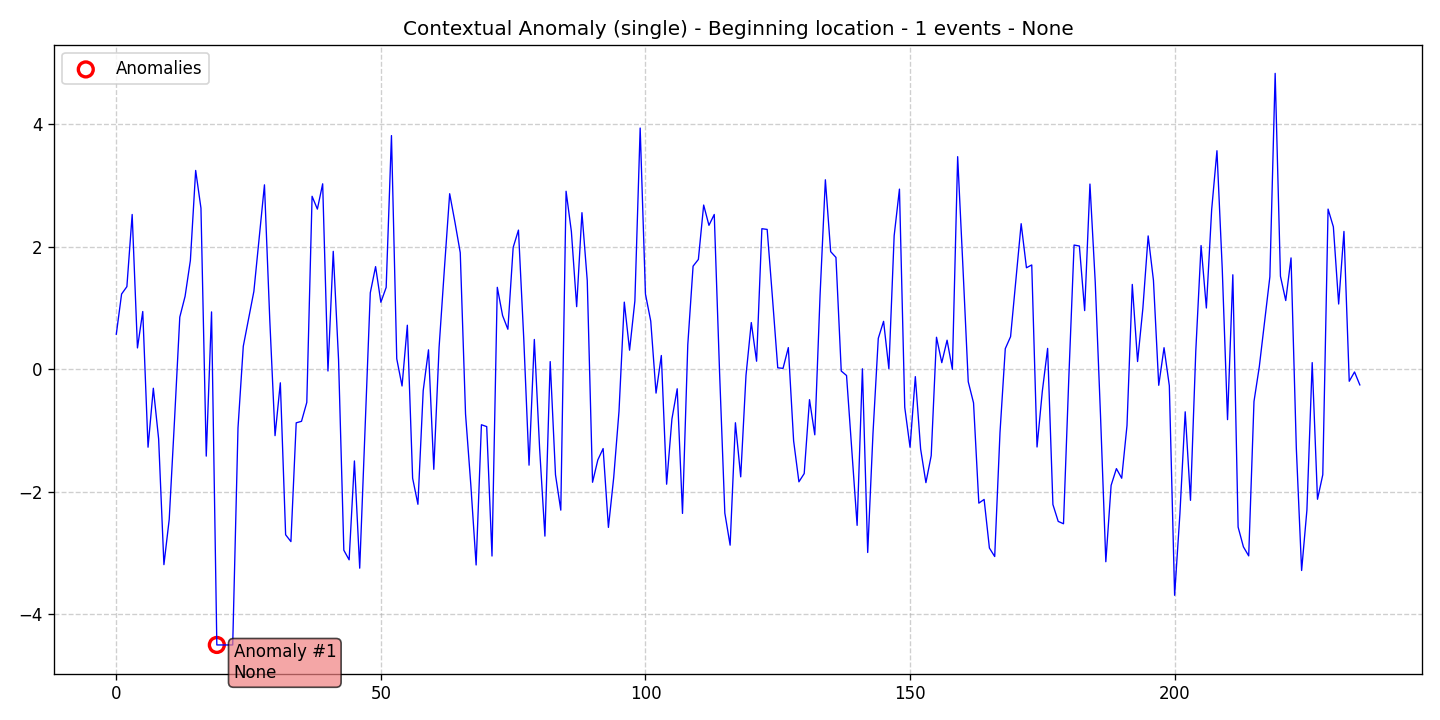 Contextual Anomaly (single) - Beginning location - 1 events - None
Anomalies
4
2
0
−2
−4
Anomaly #1
None
0
50
100
150
200